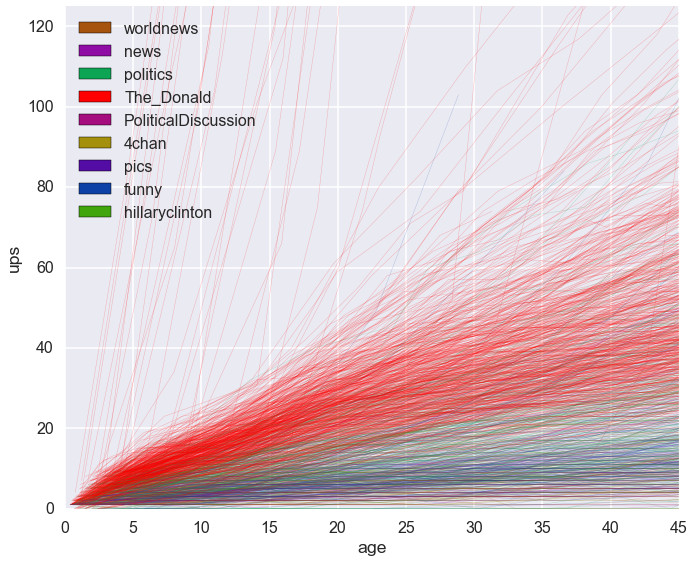 worldnews
news
politics
The_Donald
PoliticalDiscussion
4chan
pics
funny
hillaryclinton
120
100
80
60
40
20
0
ups
0 5 10 15 20 25 30 35 40 45
age